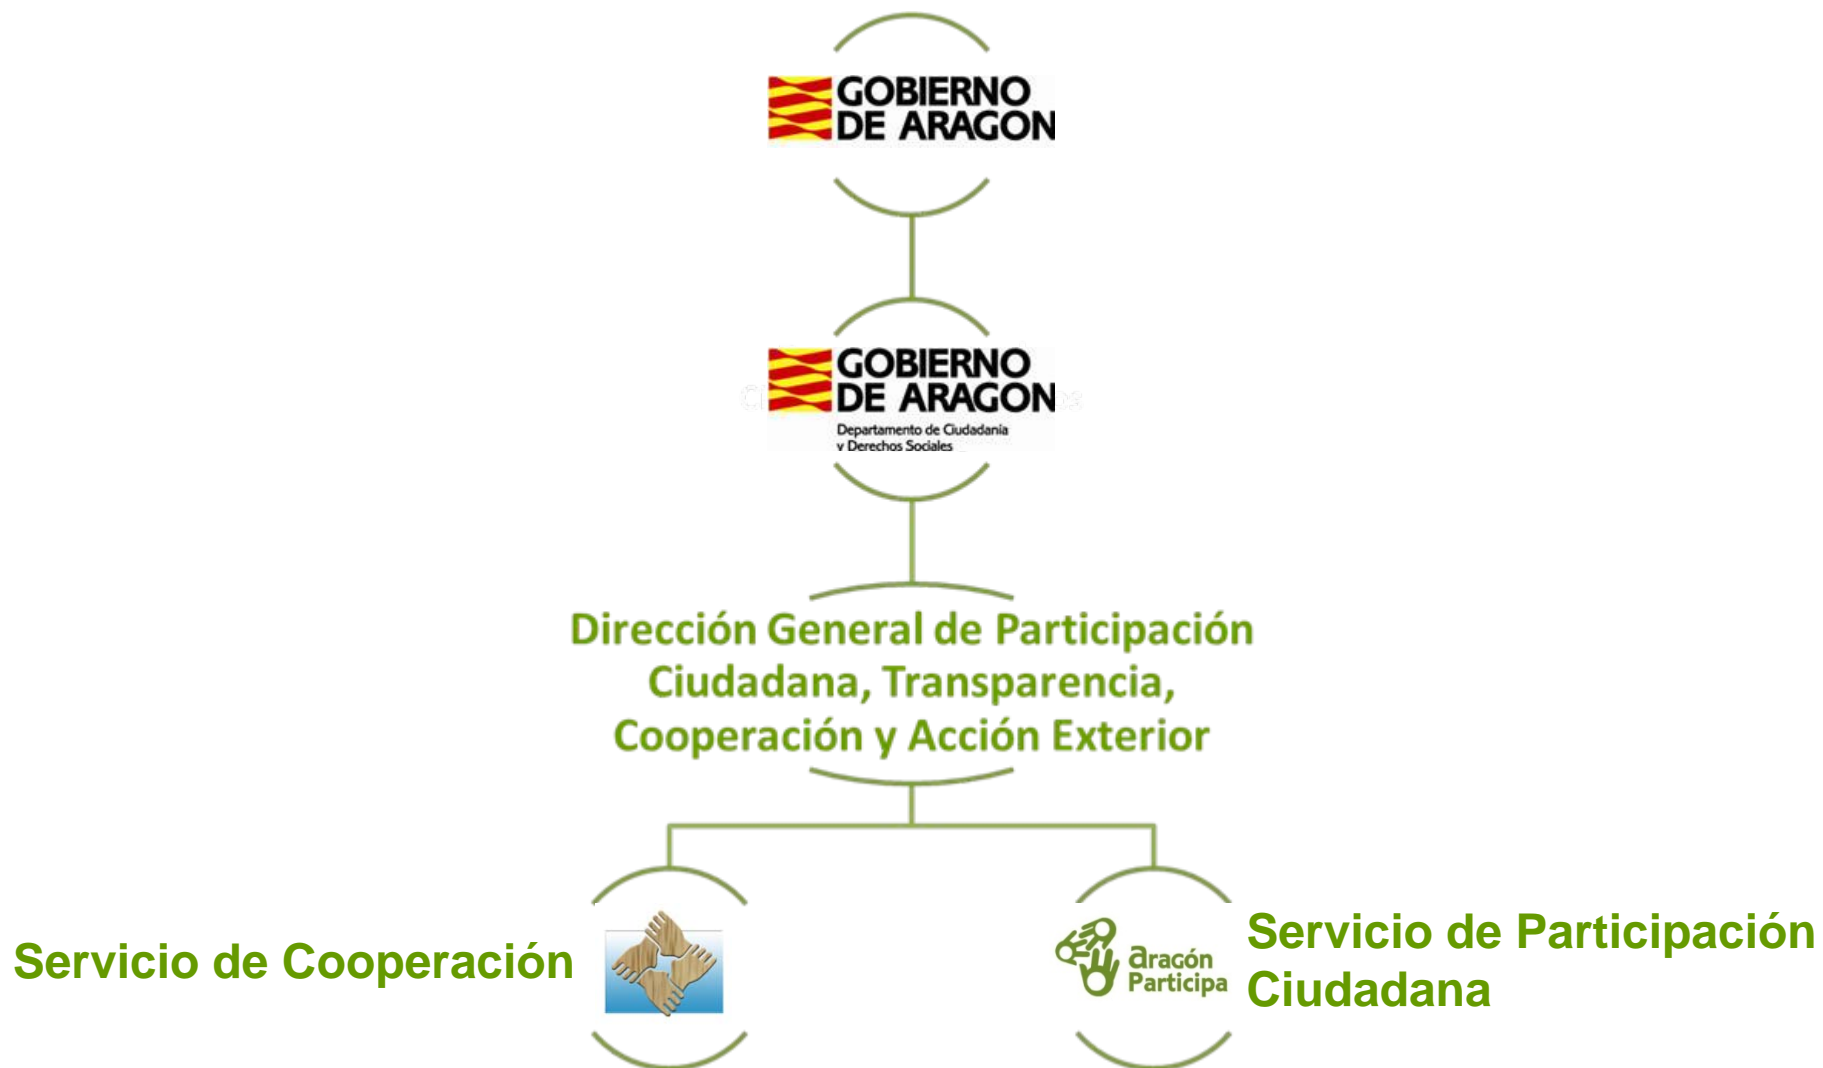 GOBIERNO
DE ARAGON
GOBIERNO
DE ARAGON
Departamento de Ciudadanía
y Derechos Sociales
Dirección General de Participación
Ciudadana, Transparencia,
Cooperación y Acción Exterior
Servicio de Cooperación
aragón
Participa
Servicio de Participación
Ciudadana